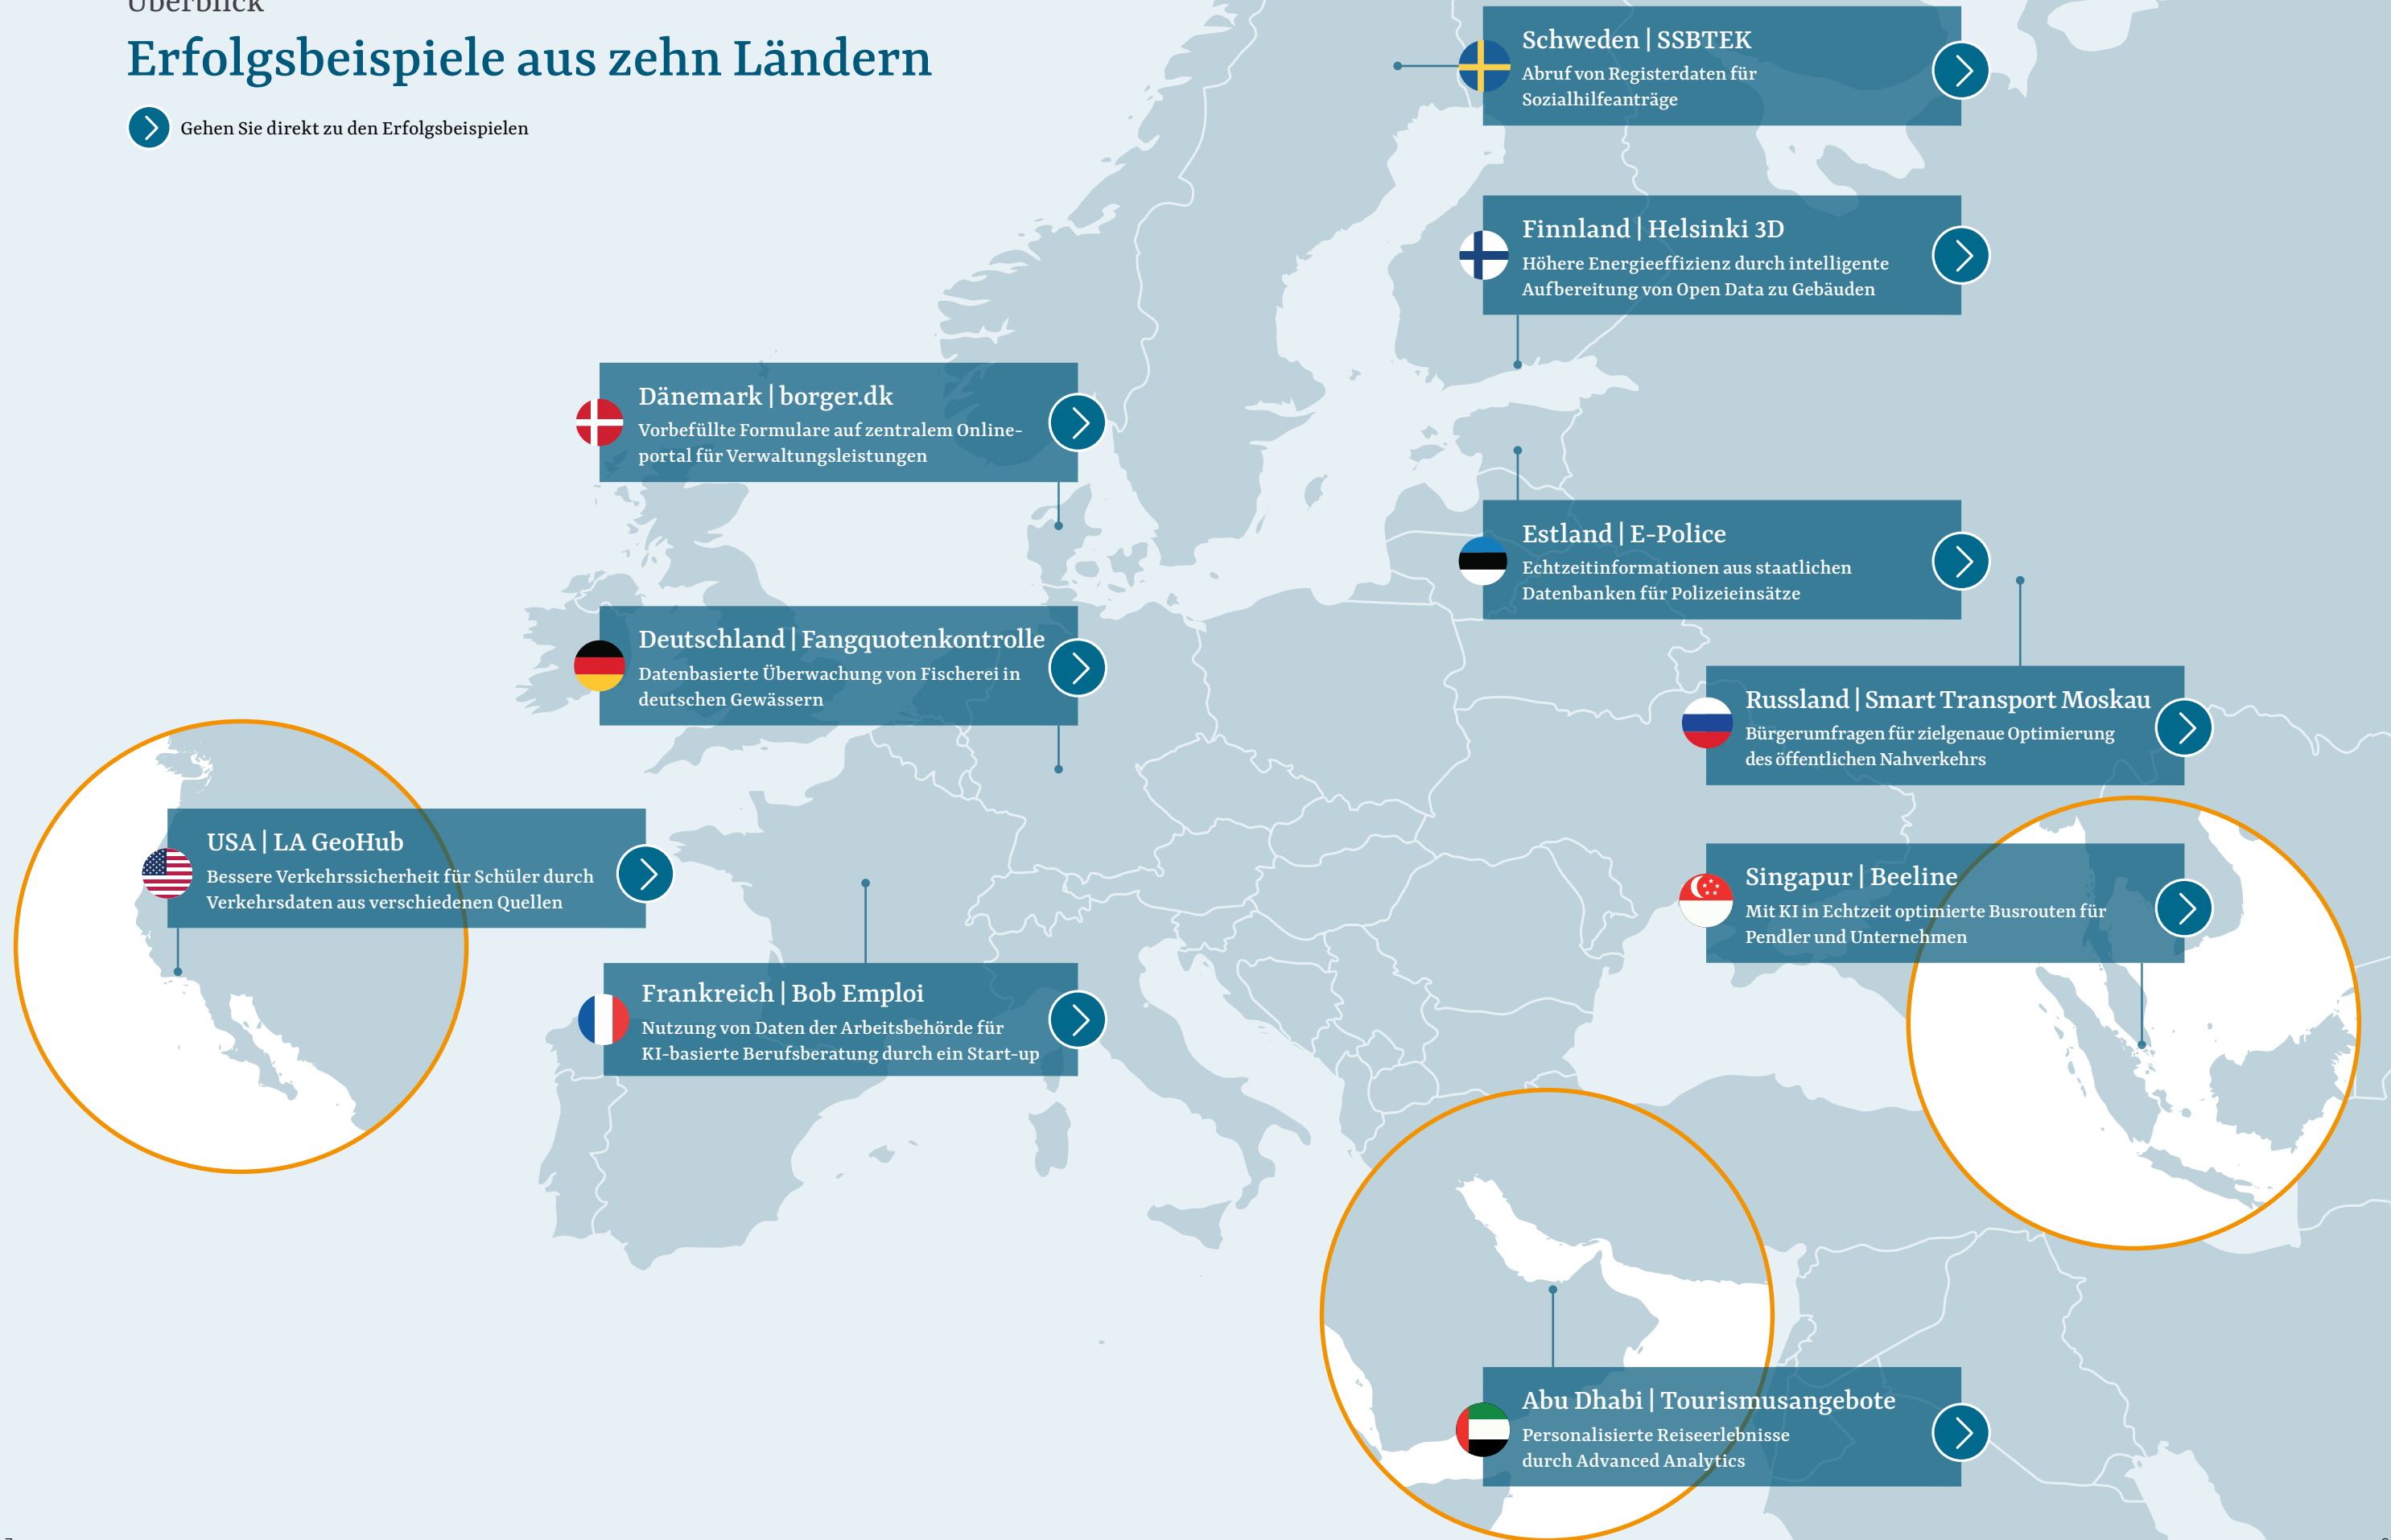 Überblick
Erfolgsbeispiele aus zehn Ländern
Gehen Sie direkt zu den Erfolgsbeispielen
Schweden | SSBTEK
Abruf von Registerdaten für
Sozialhilfeanträge
Finnland | Helsinki 3D
Höhere Energieeffizienz durch intelligente
Aufbereitung von Open Data zu Gebäuden
Dänemark | borger.dk
Vorbefüllte Formulare auf zentralem Online-
portal für Verwaltungsleistungen
Estland | E-Police
Echtzeitinformationen aus staatlichen
Datenbanken für Polizeieinsätze
Deutschland | Fangquotenkontrolle
Datenbasierte Überwachung von Fischerei in
deutschen Gewässern
Russland | Smart Transport Moskau
Bürgerumfragen für zielgenaue Optimierung
des öffentlichen Nahverkehrs
USA | LA GeoHub
Bessere Verkehrssicherheit für Schüler durch
Verkehrsdaten aus verschiedenen Quellen
Singapur | Beeline
Mit KI in Echtzeit optimierte Busrouten für
Pendler und Unternehmen
Frankreich | Bob Emploi
Nutzung von Daten der Arbeitsbehörde für
KI-basierte Berufsberatung durch ein Start-up
Abu Dhabi | Tourismusangebote
Personalisierte Reiseerlebnisse
durch Advanced Analytics